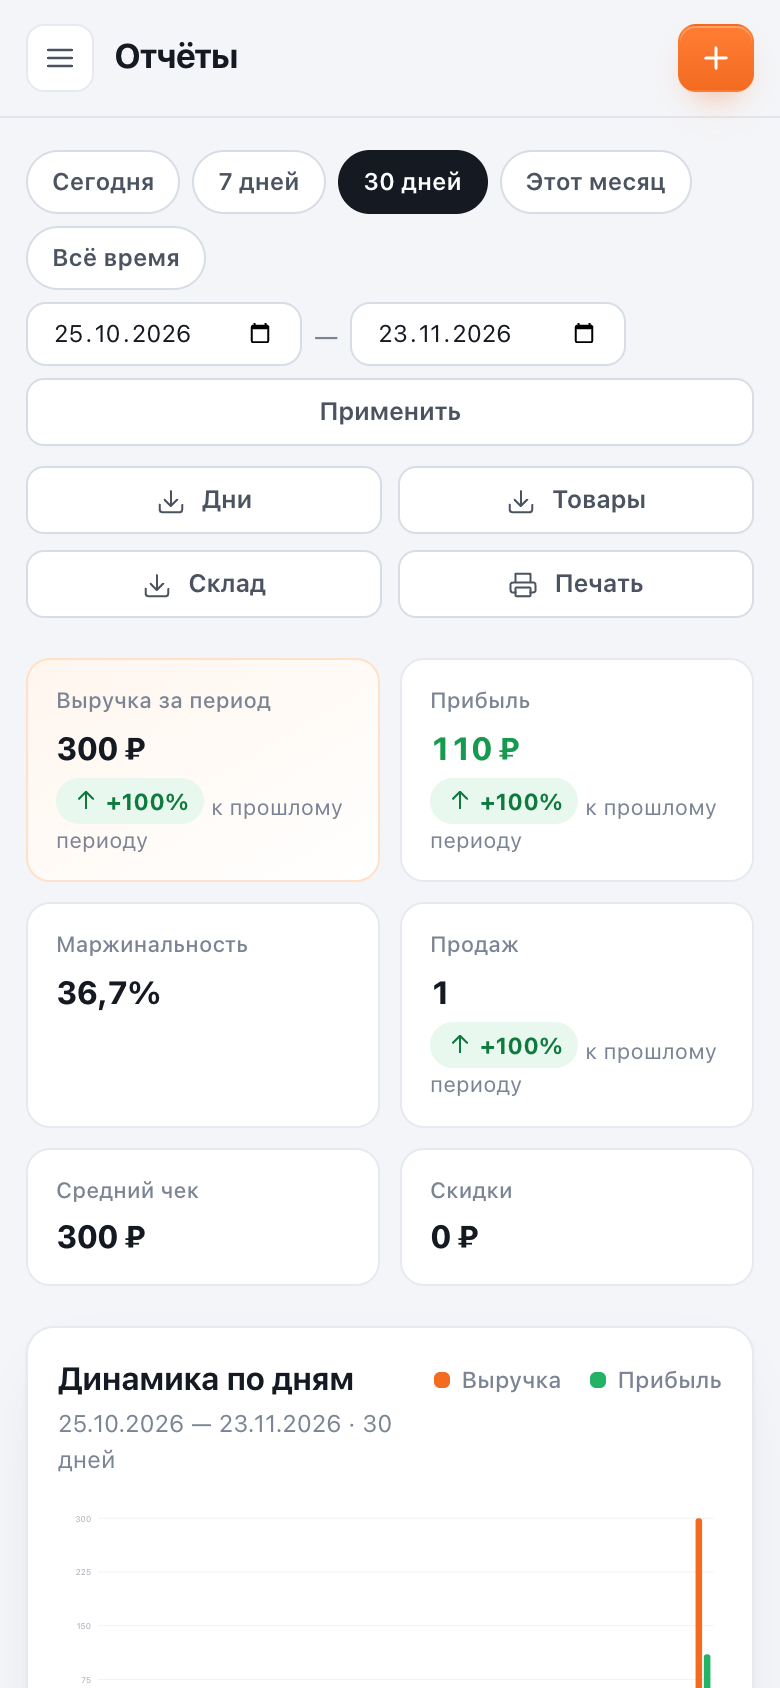 Отчёты
Сегодня
7 дней
30 дней
Этот месяц
Всё время
25.10.2026 — 23.11.2026
Применить
Дни
Товары
Склад
Печать
Выручка за период
300 ₽
+100% к прошлому
периоду
Прибыль
110 ₽
+100% к прошлому
периоду
Маржинальность
36,7%
Продаж
1
+100% к прошлому
периоду
Средний чек
300 ₽
Скидки
0 ₽
Динамика по дням
Выручка
Прибыль
25.10.2026 — 23.11.2026 · 30
дней
300
225
150
75